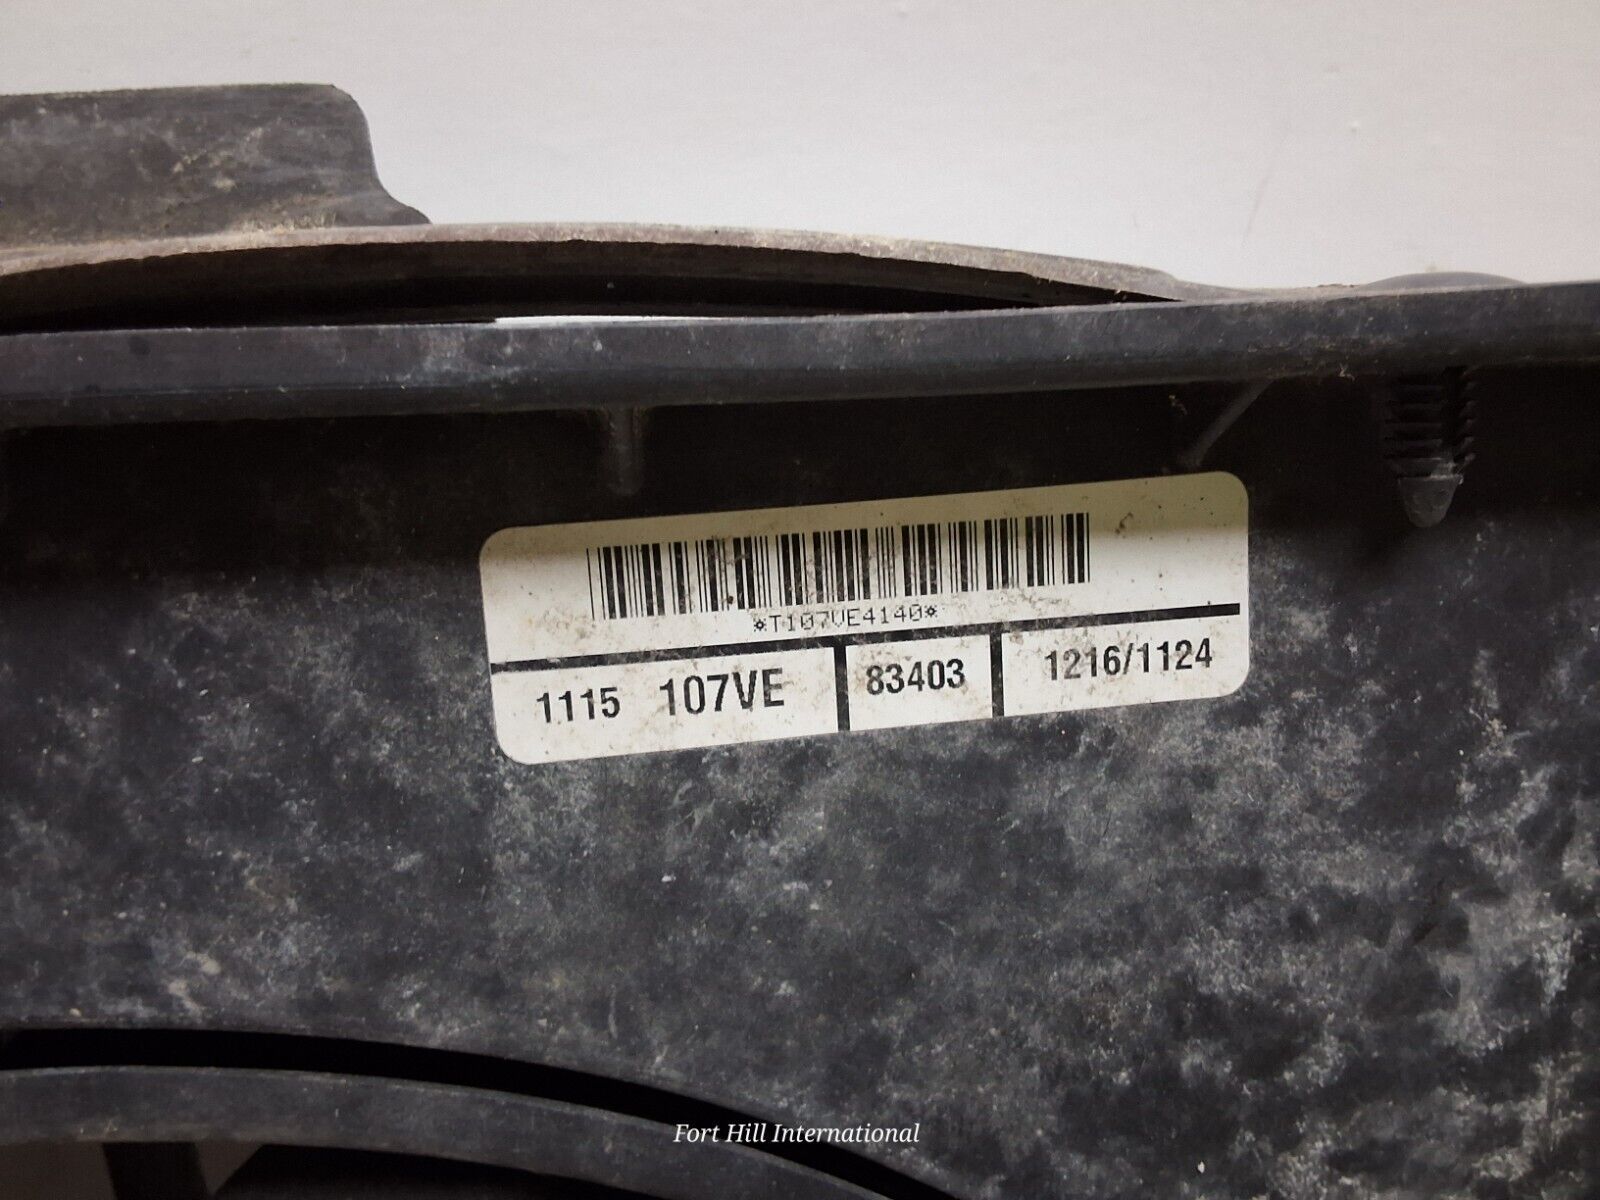 *T107VE4140*
1115 107VE 83403 1216/1124
Fort Hill International